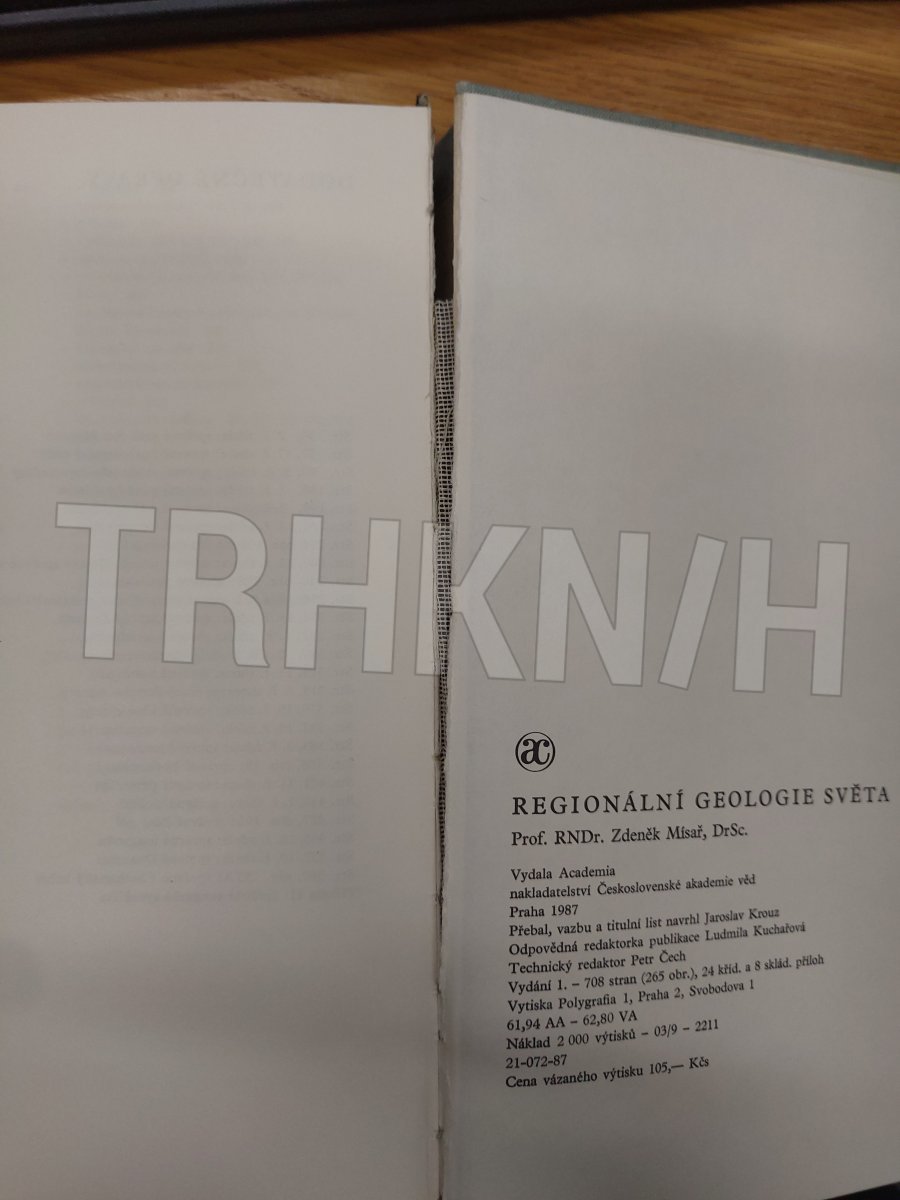 TRHKN/H
ac
REGIONÁLNÍ GEOLOGIE SVĚTA
Prof. RNDr. Zdeněk Mísař, DrSc.
Vydala Academia
nakladatelství Československé akademie věd
Praha 1987
Přebal, vazbu a titulní list navrhl Jaroslav Krouz
Odpovědná redaktorka publikace Ludmila Kuchařová
Technický redaktor Petr Čech
Vydání 1. – 708 stran (265 obr.), 24 kříd. a 8 sklád. příloh
Vytiska Polygrafia 1, Praha 2, Svobodova 1
61,94 AA – 62,80 VA
Náklad 2 000 výtisků – 03/9 – 2211
21-072-87
Cena vázaného výtisku 105,— Kčs